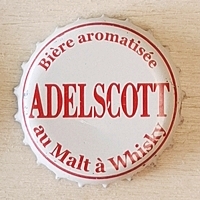 Bière aromatisée
ADELSCOTT
au Malt à Whisky